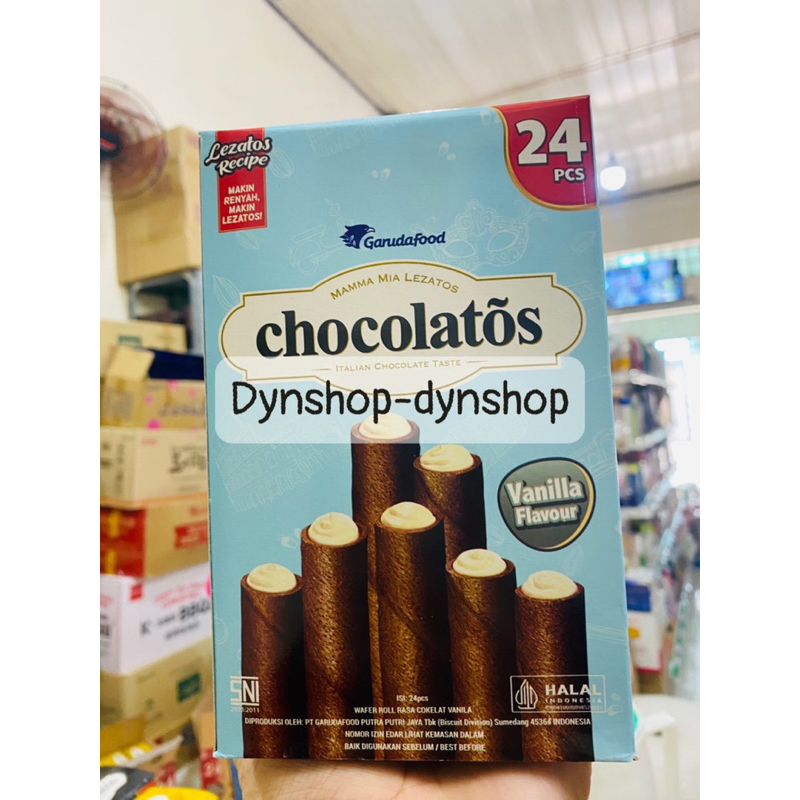 Lezatos
Recipe
MAKIN
RENYAH,
MAKIN
LEZATOS!
24
PCS
Garudafood
MAMMA MIA LEZATOS
chocolatõs
ITALIAN CHOCOLATE TASTE
Dynshop-dynshop
Vanilla
Flavour
SNI
HALAL
INDONESIA
ISI: 24pcs
WAFER ROLL RASA COKELAT VANILA
DIPRODUKSI OLEH: PT GARUDAFOOD PUTRA PUTRI JAYA Tbk (Biscuit Division) Sumedang 45364 INDONESIA
NOMOR IZIN EDAR LIHAT KEMASAN DALAM
BAIK DIGUNAKAN SEBELUM / BEST BEFORE